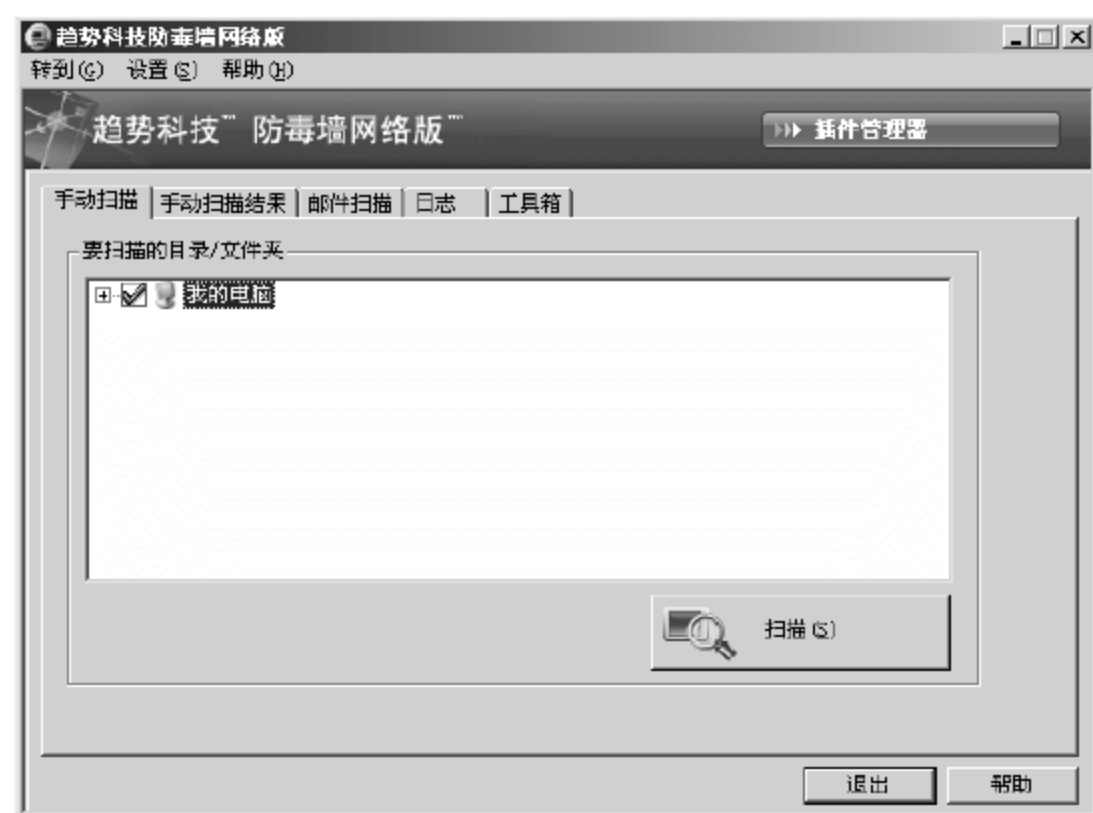 趋势科技防毒墙网络版
转到(G) 设置(S) 帮助(H)
趋势科技™ 防毒墙网络版™
插件管理器
手动扫描 手动扫描结果 邮件扫描 日志 工具箱
要扫描的目录/文件夹
我的电脑
扫描(S)
退出 帮助